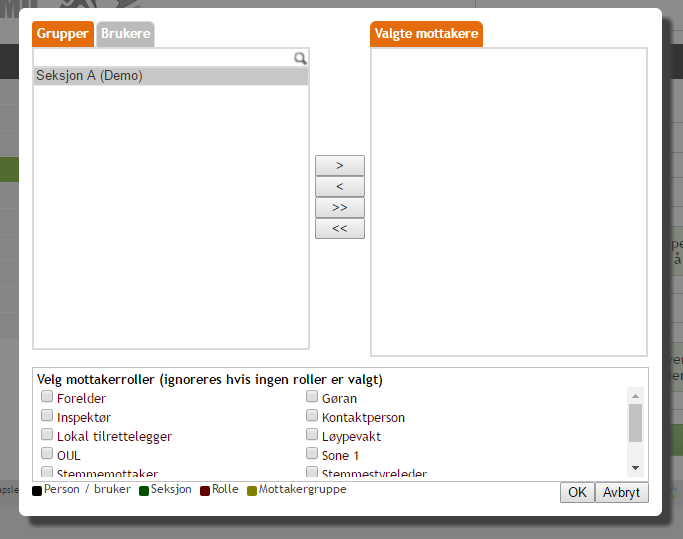 Grupper Brukere Valgte mottakere
Seksjon A (Demo)
>
<
>>
<<
Velg mottakerroller (ignoreres hvis ingen roller er valgt)
Forelder Gøran
Inspektør Kontaktperson
Lokal tilrettelegger Løypevakt
OUL Sone 1
Stemmemottaker Stemmestyreleder
Person / bruker Seksjon Rolle Mottakergruppe OK Avbryt